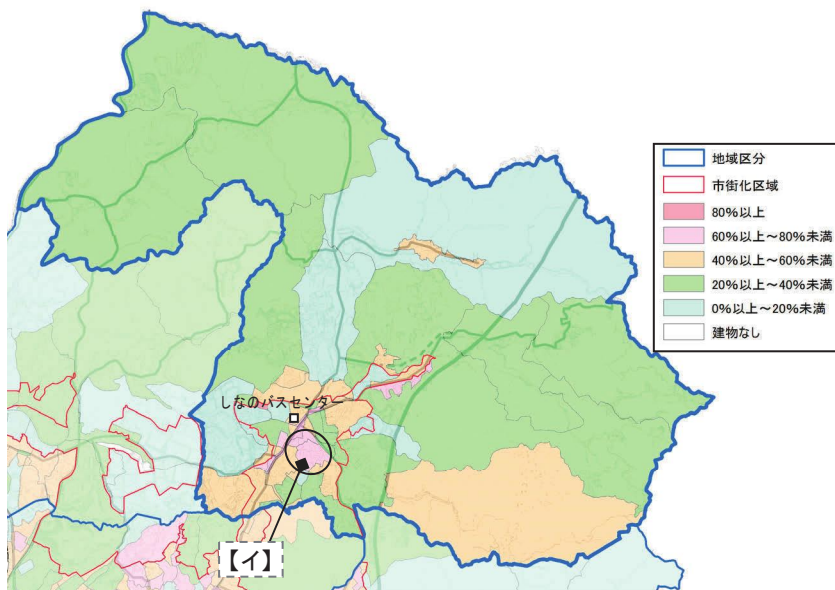 地域区分
市街化区域
80%以上
60%以上～80%未満
40%以上～60%未満
20%以上～40%未満
0%以上～20%未満
建物なし
しなのバスセンター
【イ】